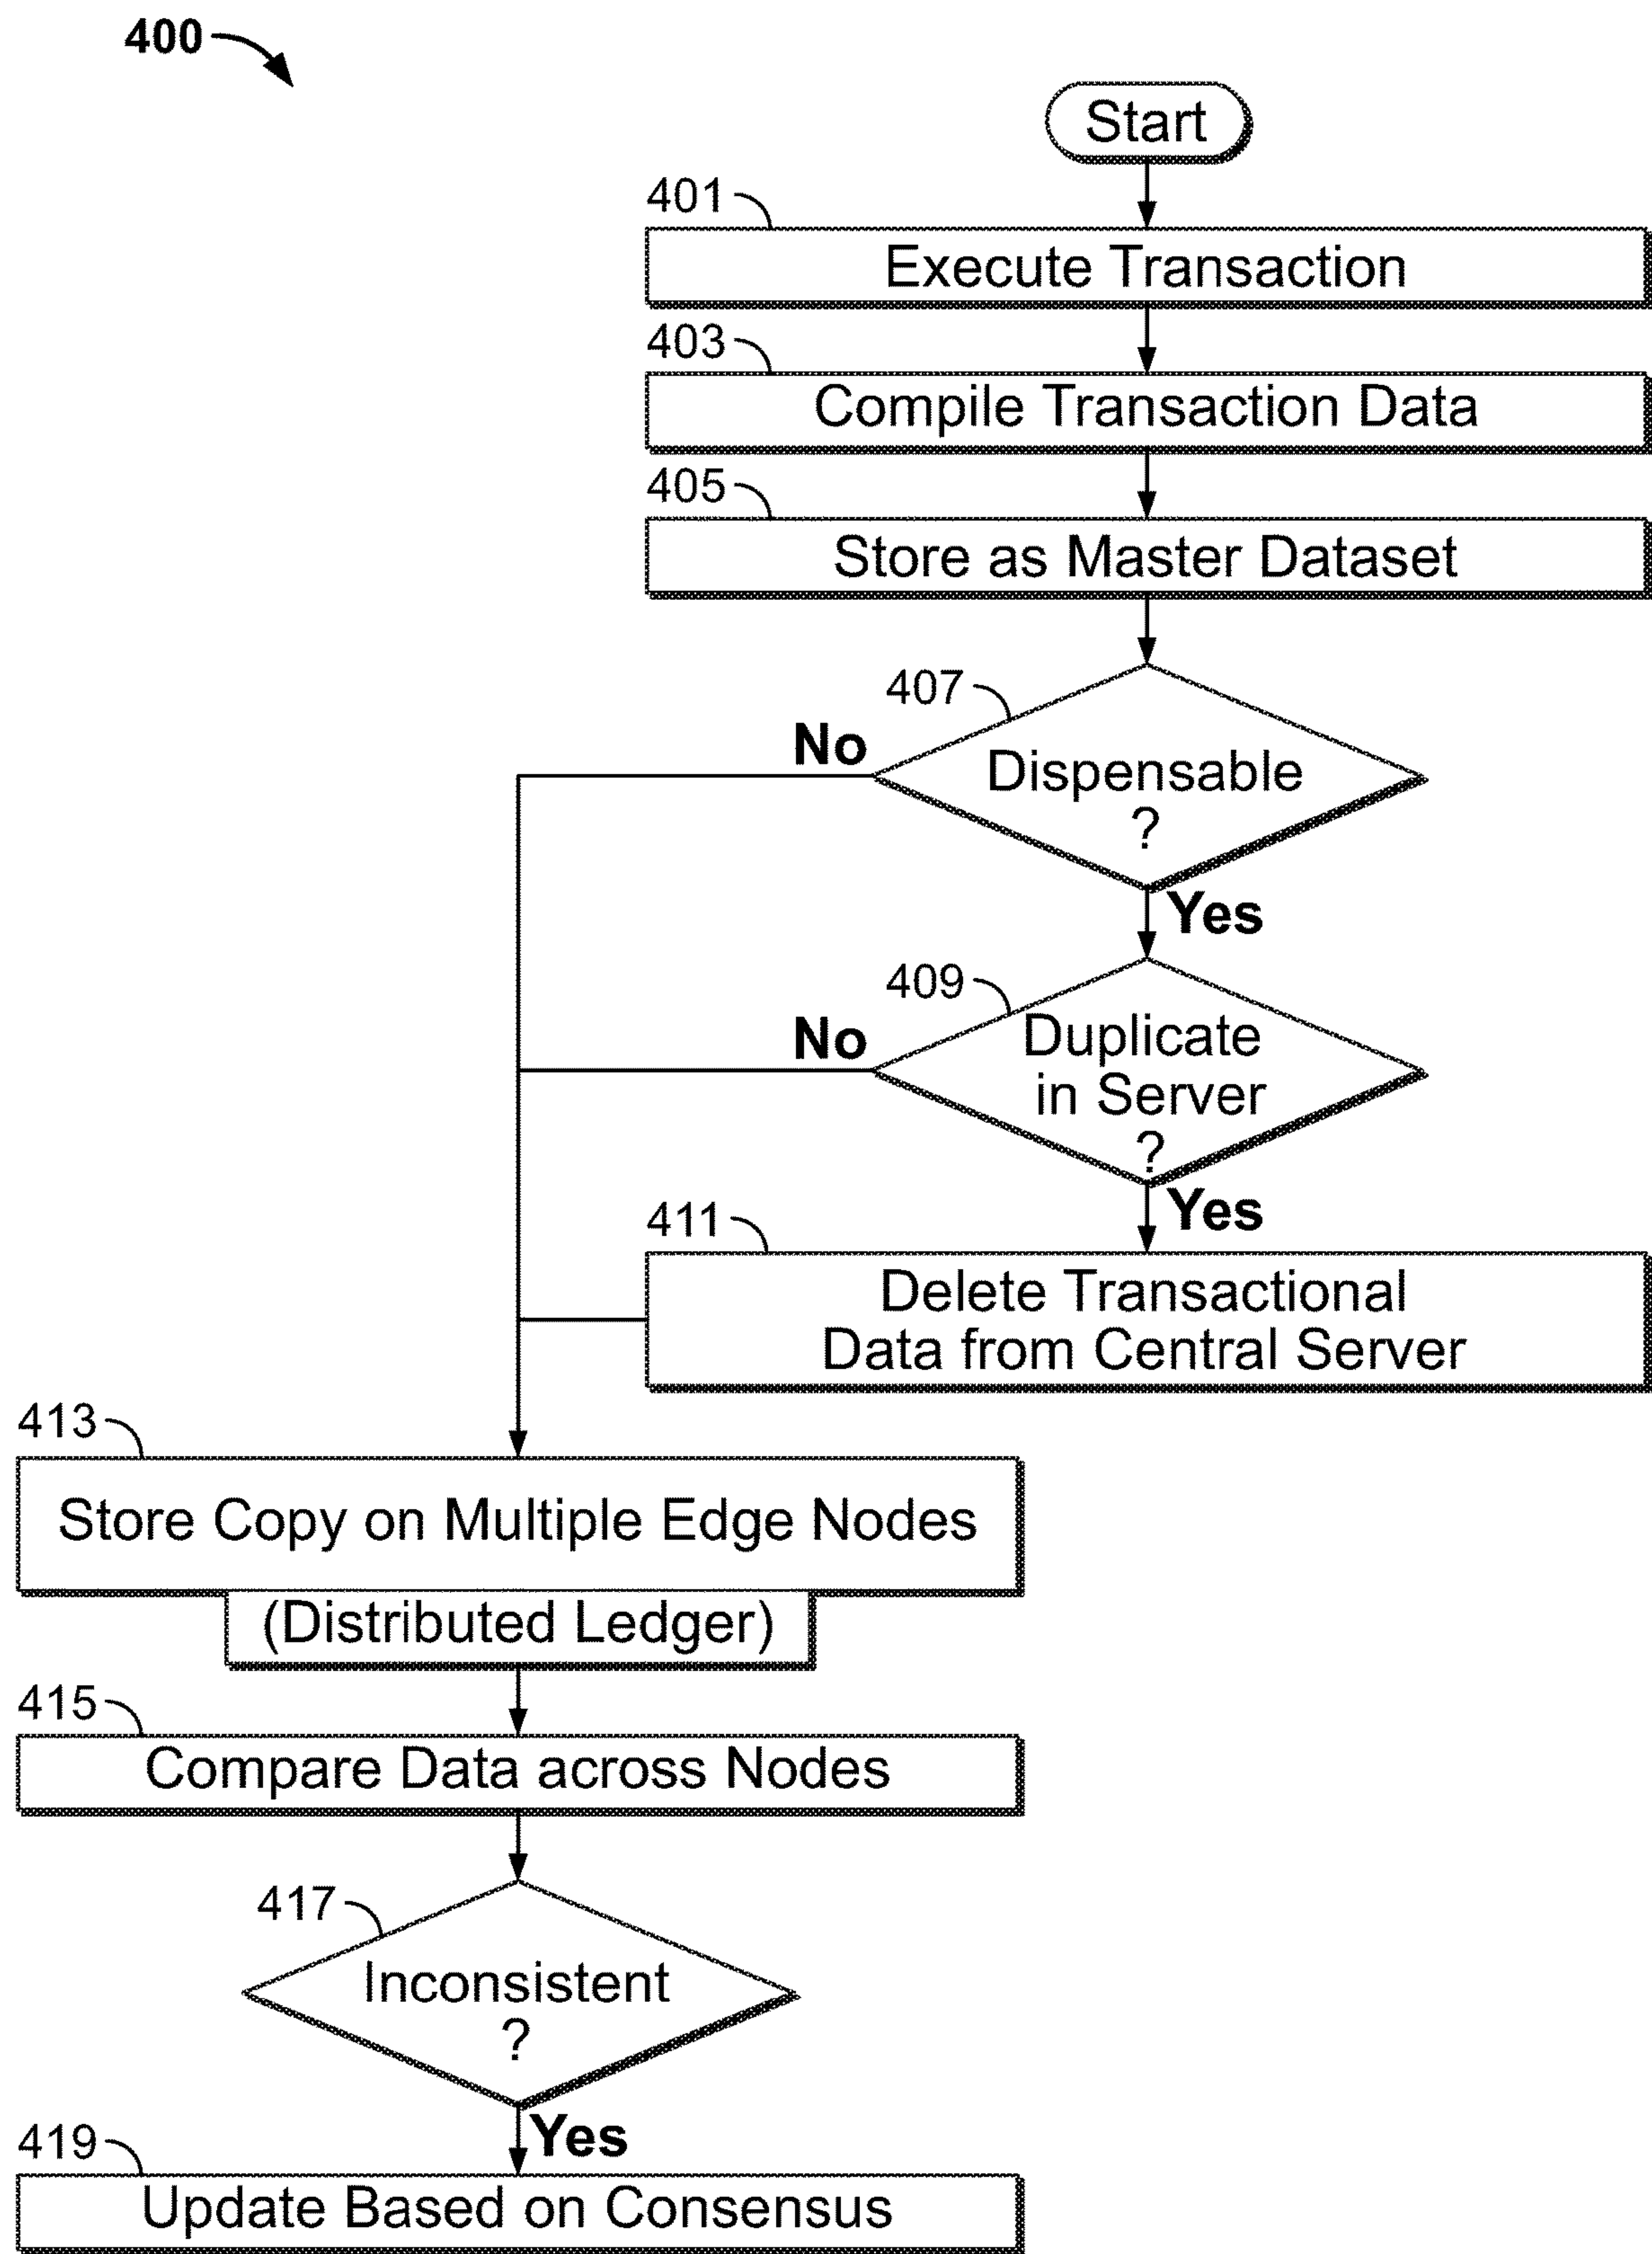 400
Start
401
Execute Transaction
403
Compile Transaction Data
405
Store as Master Dataset
407
No
Dispensable
?
Yes
409
No
Duplicate
in Server
?
Yes
411
Delete Transactional
Data from Central Server
413
Store Copy on Multiple Edge Nodes
(Distributed Ledger)
415
Compare Data across Nodes
417
Inconsistent
?
Yes
419
Update Based on Consensus